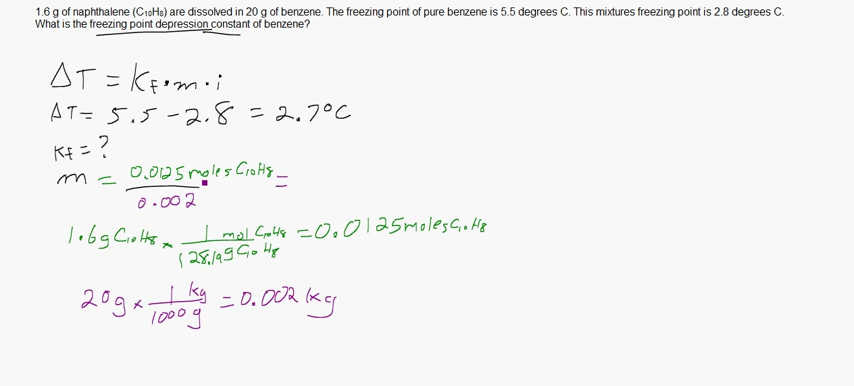 1.6 g of naphthalene (C₁₀H₈) are dissolved in 20 g of benzene. The freezing point of pure benzene is 5.5 degrees C. This mixtures freezing point is 2.8 degrees C.
What is the freezing point depression constant of benzene?
ΔT = Kf · m · i
ΔT = 5.5 - 2.8 = 2.7°C
Kf = ?
m = 0.0125 moles C₁₀H₈ / 0.002 =
1.6g C₁₀H₈ × 1 mol C₁₀H₈ / 128.19g C₁₀H₈ = 0.0125 moles C₁₀H₈
20g × 1 kg / 1000 g = 0.002 kg